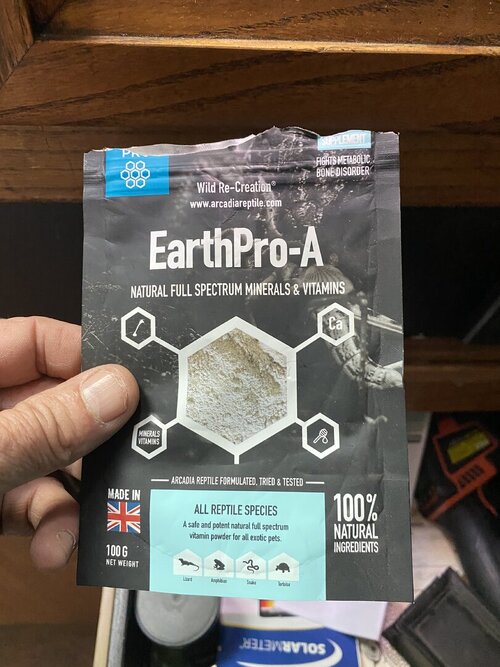 PRO
SUPPLEMENT
FIGHTS METABOLIC
BONE DISORDER
Wild Re-Creation®
www.arcadiareptile.com
EarthPro-A
NATURAL FULL SPECTRUM MINERALS & VITAMINS
Ca
MINERALS
VITAMINS
ARCADIA REPTILE FORMULATED, TRIED & TESTED
MADE IN
100G
NET WEIGHT
ALL REPTILE SPECIES
A safe and potent natural full spectrum
vitamin powder for all exotic pets.
Lizard
Amphibian
Snake
Tortoise
100%
NATURAL
INGREDIENTS
SOLARMETER®